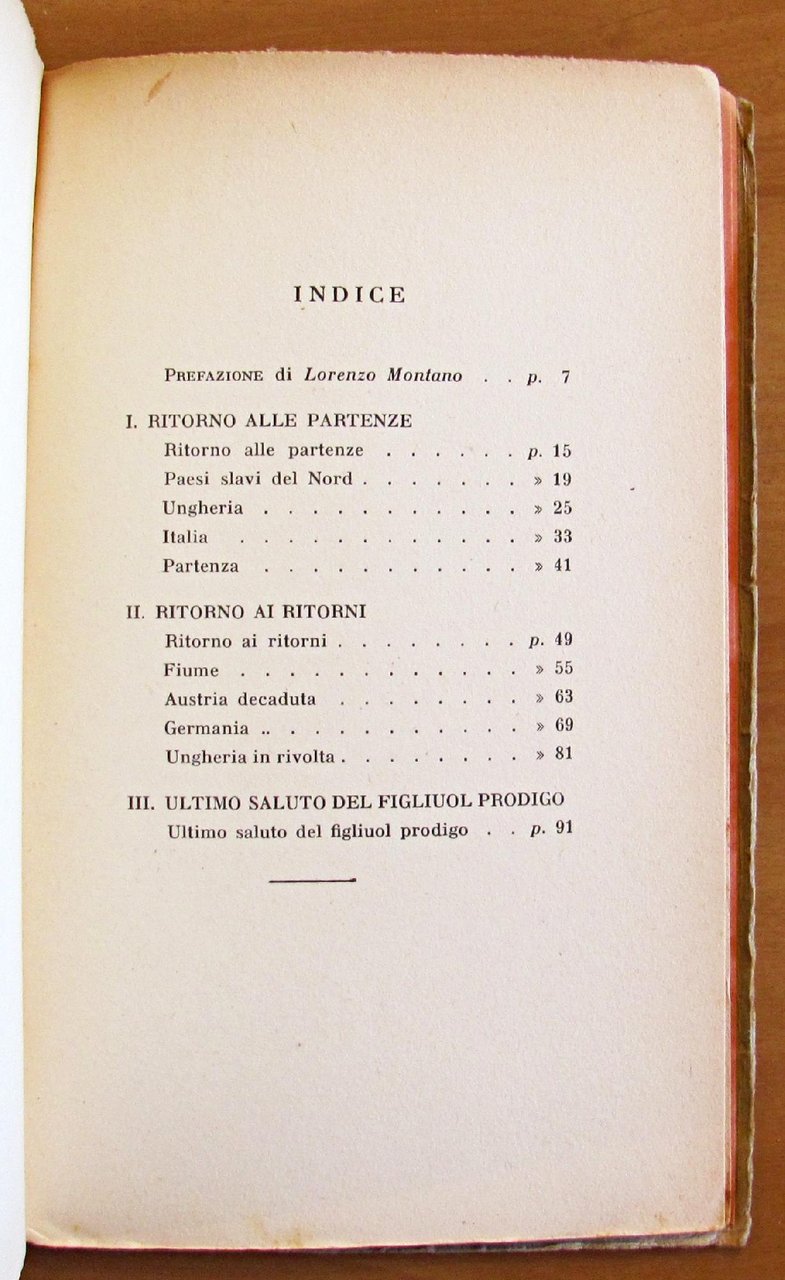 INDICE
PREFAZIONE di Lorenzo Montano . . p. 7
I. RITORNO ALLE PARTENZE
Ritorno alle partenze . . . . . . p. 15
Paesi slavi del Nord . . . . . . . » 19
Ungheria . . . . . . . . . . . » 25
Italia . . . . . . . . . . . . » 33
Partenza . . . . . . . . . . . » 41
II. RITORNO AI RITORNI
Ritorno ai ritorni . . . . . . . . p. 49
Fiume . . . . . . . . . . . . » 55
Austria decaduta . . . . . . . . » 63
Germania .. . . . . . . . . . . » 69
Ungheria in rivolta . . . . . . . . » 81
III. ULTIMO SALUTO DEL FIGLIUOL PRODIGO
Ultimo saluto del figliuol prodigo . . p. 91